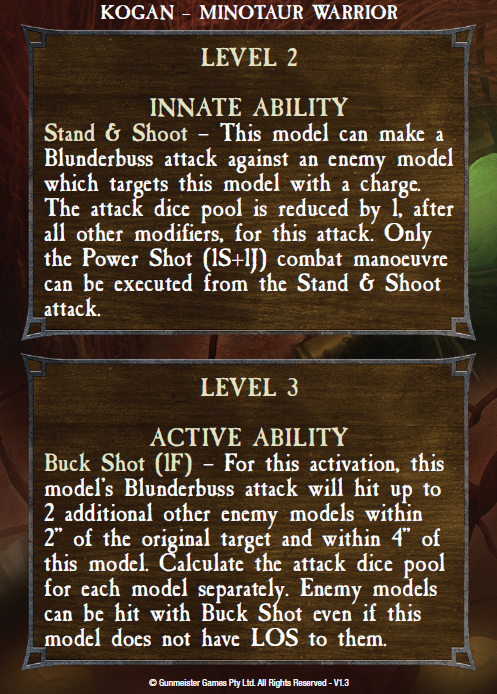 KOGAN – MINOTAUR WARRIOR
LEVEL 2
INNATE ABILITY
Stand & Shoot – This model can make a
Blunderbuss attack against an enemy model
which targets this model with a charge.
The attack dice pool is reduced by 1, after
all other modifiers, for this attack. Only
the Power Shot (1S+1J) combat manoeuvre
can be executed from the Stand & Shoot
attack.
LEVEL 3
ACTIVE ABILITY
Buck Shot (1F) – For this activation, this
model's Blunderbuss attack will hit up to
2 additional other enemy models within
2" of the original target and within 4" of
this model. Calculate the attack dice pool
for each model separately. Enemy models
can be hit with Buck Shot even if this
model does not have LOS to them.
© Gunmeister Games Pty Ltd. All Rights Reserved - V1.3